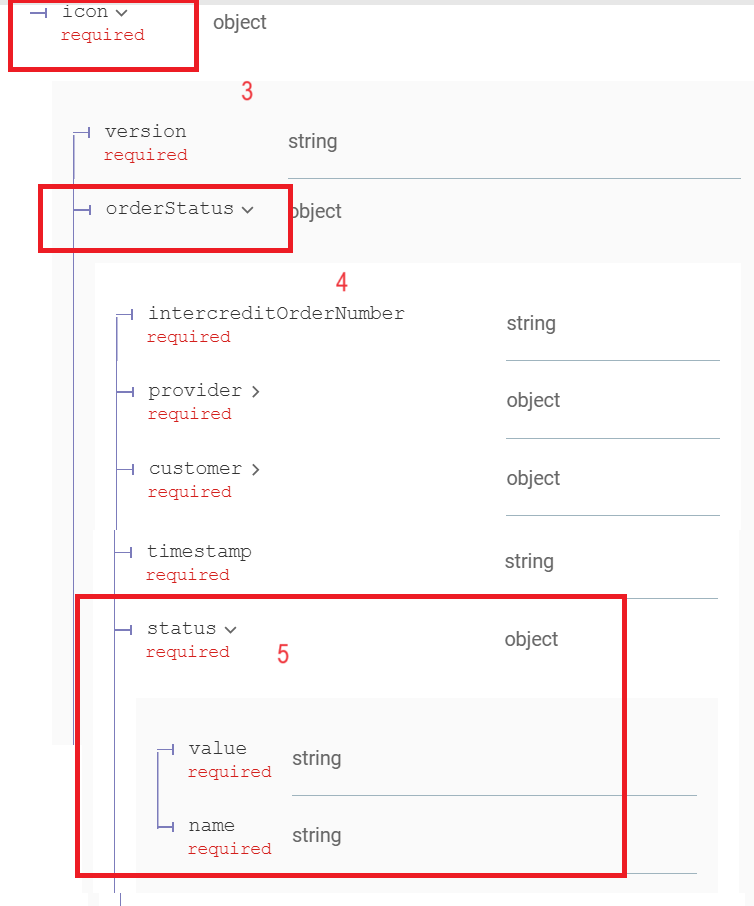 icon
required
object
3
version
required
string
orderStatus
object
4
intercreditOrderNumber
required
string
provider
required
object
customer
required
object
timestamp
required
string
status
required
object
5
value
required
string
name
required
string